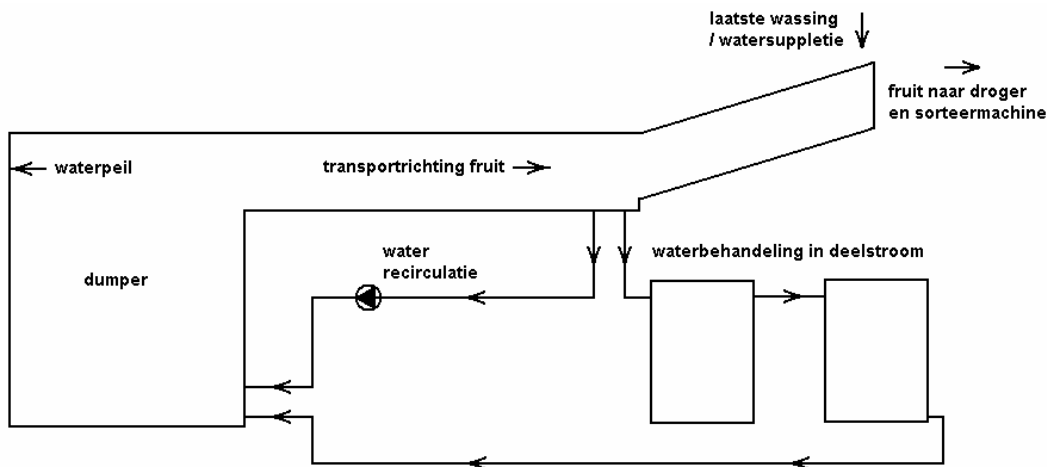 laatste wassing
/ watersuppletie
fruit naar droger
en sorteermachine
waterpeil
transportrichting fruit
water
recirculatie
waterbehandeling in deelstroom
dumper